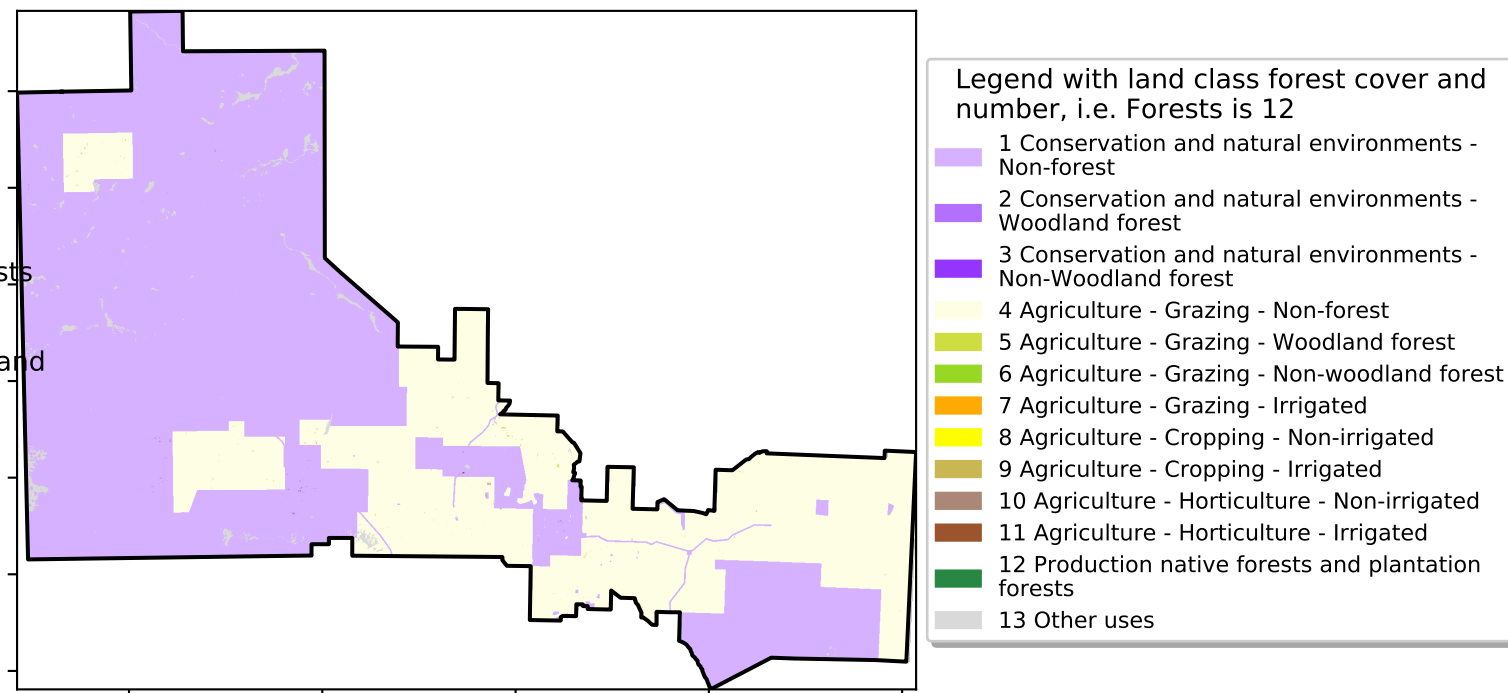 Legend with land class forest cover and
number, i.e. Forests is 12
1 Conservation and natural environments -
Non-forest
2 Conservation and natural environments -
Woodland forest
3 Conservation and natural environments -
Non-Woodland forest
4 Agriculture - Grazing - Non-forest
5 Agriculture - Grazing - Woodland forest
6 Agriculture - Grazing - Non-woodland forest
7 Agriculture - Grazing - Irrigated
8 Agriculture - Cropping - Non-irrigated
9 Agriculture - Cropping - Irrigated
10 Agriculture - Horticulture - Non-irrigated
11 Agriculture - Horticulture - Irrigated
12 Production native forests and plantation
forests
13 Other uses
sts
and